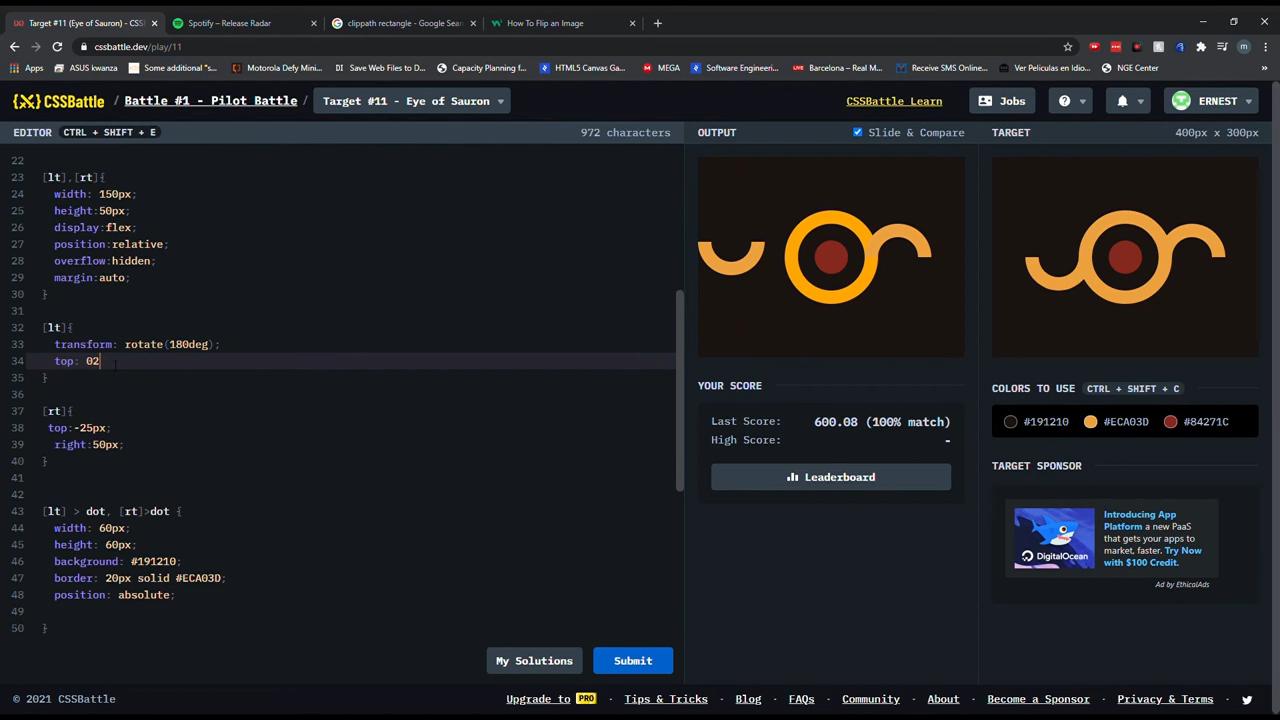 Target #11 (Eye of Sauron) - CSS
Spotify – Release Radar
clippath rectangle - Google Sear
How To Flip an Image
cssbattle.dev/play/11
Apps
ASUS kwanza
Some additional "s...
Motorola Defy Mini...
Save Web Files to D...
Capacity Planning f...
HTML5 Canvas Ga...
MEGA
Software Engineeri...
LIVE
Barcelona – Real M...
Receive SMS Online...
Ver Peliculas en Idio...
NGE Center
CSSBattle / Battle #1 - Pilot Battle / Target #11 - Eye of Sauron
CSSBattle Learn
Jobs
ERNEST
EDITOR CTRL + SHIFT + E
972 characters
OUTPUT
Slide & Compare
TARGET
400px x 300px
22
23 [lt],[rt]{
24 width: 150px;
25 height:50px;
26 display:flex;
27 position:relative;
28 overflow:hidden;
29 margin:auto;
30 }
31
32 [lt]{
33 transform: rotate(180deg);
34 top: 02
35 }
36
37 [rt]{
38 top:-25px;
39 right:50px;
40 }
41
42
43 [lt] > dot, [rt]>dot {
44 width: 60px;
45 height: 60px;
46 background: #191210;
47 border: 20px solid #ECA03D;
48 position: absolute;
49
50 }
YOUR SCORE
Last Score: 600.08 (100% match)
High Score: -
Leaderboard
COLORS TO USE CTRL + SHIFT + C
#191210
#ECA03D
#84271C
TARGET SPONSOR
DigitalOcean
Introducing App
Platform a new PaaS
that gets your apps to
market, faster. Try Now
with $100 Credit.
Ad by EthicalAds
My Solutions
Submit
© 2021 CSSBattle
Upgrade to PRO · Tips & Tricks · Blog · FAQs · Community · About · Become a Sponsor · Privacy & Terms ·